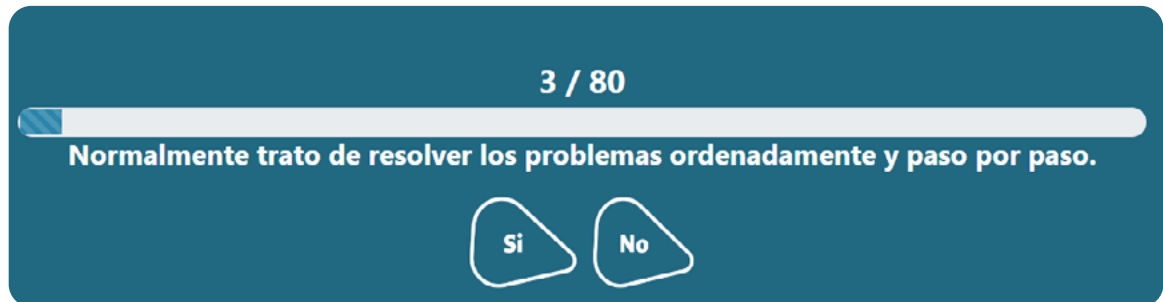 3 / 80
Normalmente trato de resolver los problemas ordenadamente y paso por paso.
Si No